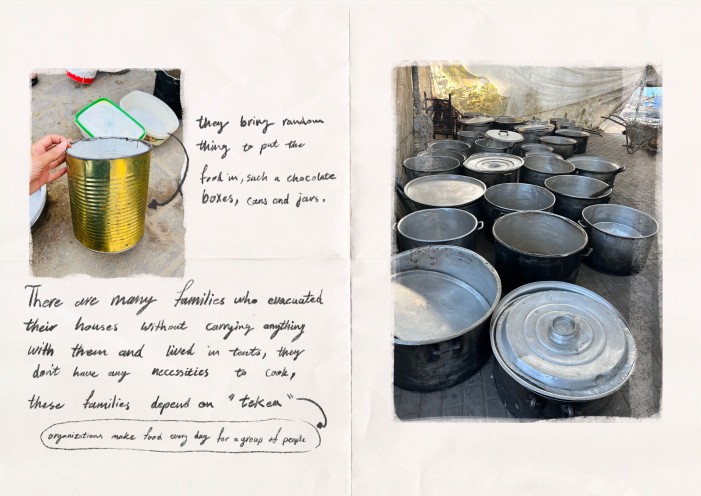 they bring random
thing to put the
food in, such a chocolate
boxes, cans and jars.
There are many families who evacuated
their houses without carrying anything
with them and lived in tents, they
don't have any necessities to cook,
these families depend on "tekea"
organizations make food every day for a group of people